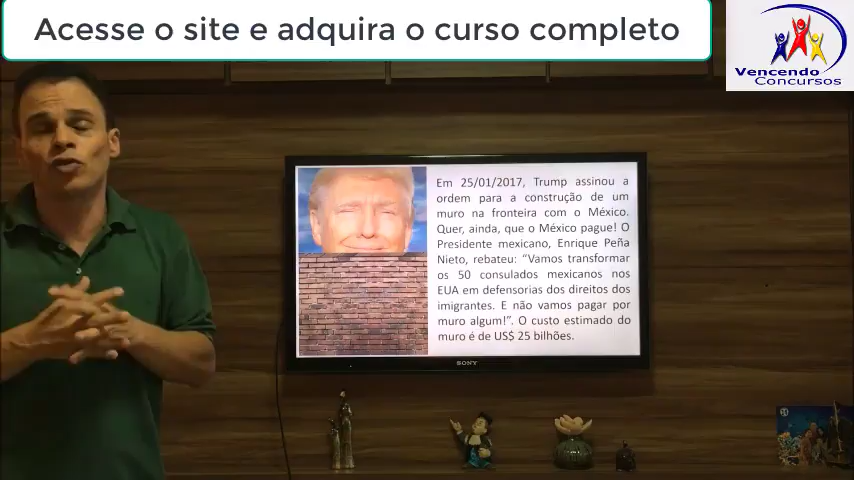 Acesse o site e adquira o curso completo
Vencendo
Concursos
Em 25/01/2017, Trump assinou a
ordem para a construção de um
muro na fronteira com o México.
Quer, ainda, que o México pague! O
Presidente mexicano, Enrique Peña
Nieto, rebateu: “Vamos transformar
os 50 consulados mexicanos nos
EUA em defensorias dos direitos dos
imigrantes. E não vamos pagar por
muro algum!”. O custo estimado do
muro é de US$ 25 bilhões.
SONY